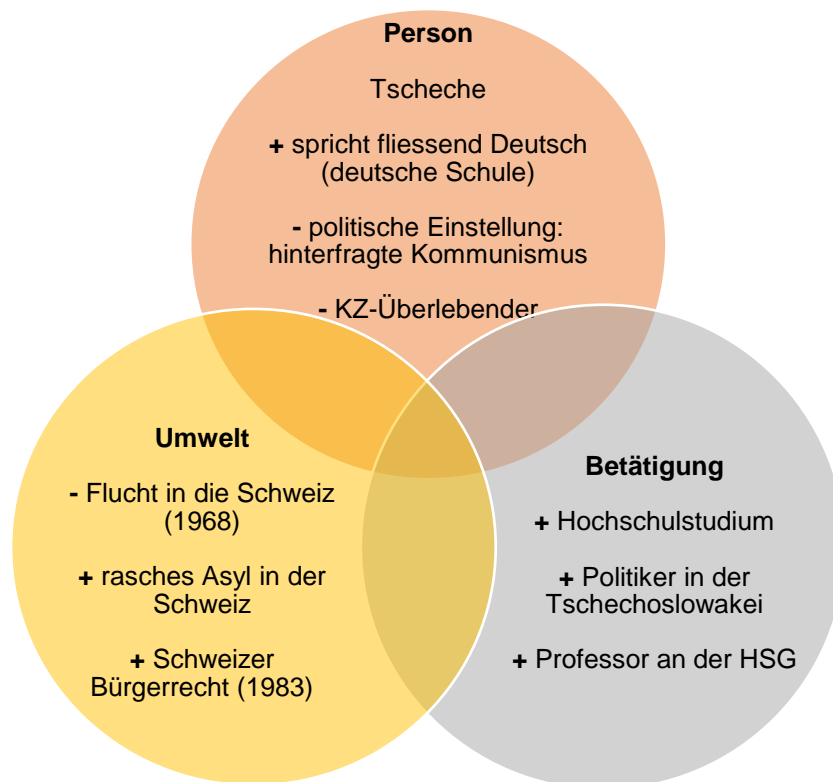 Person
Tscheche
+ spricht fliessend Deutsch
(deutsche Schule)
- politische Einstellung:
hinterfragte Kommunismus
- KZ-Überlebender
Umwelt
- Flucht in die Schweiz
(1968)
+ rasches Asyl in der
Schweiz
+ Schweizer
Bürgerrecht (1983)
Betätigung
+ Hochschulstudium
+ Politiker in der
Tschechoslowakei
+ Professor an der HSG